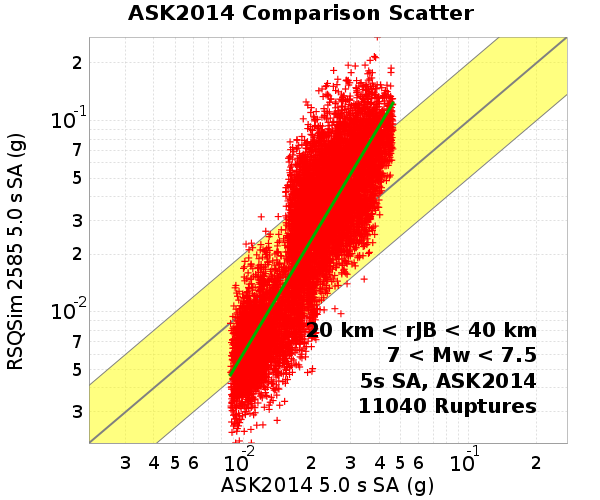 ASK2014 Comparison Scatter
RSQSim 2585 5.0 s SA (g)
2
10-1
7
5
3
2
10-2
7
5
3
20 km < rJB < 40 km
7 < Mw < 7.5
5s SA, ASK2014
11040 Ruptures
3 4 5 6 10-2 2 3 4 5 6 10-1 2
ASK2014 5.0 s SA (g)